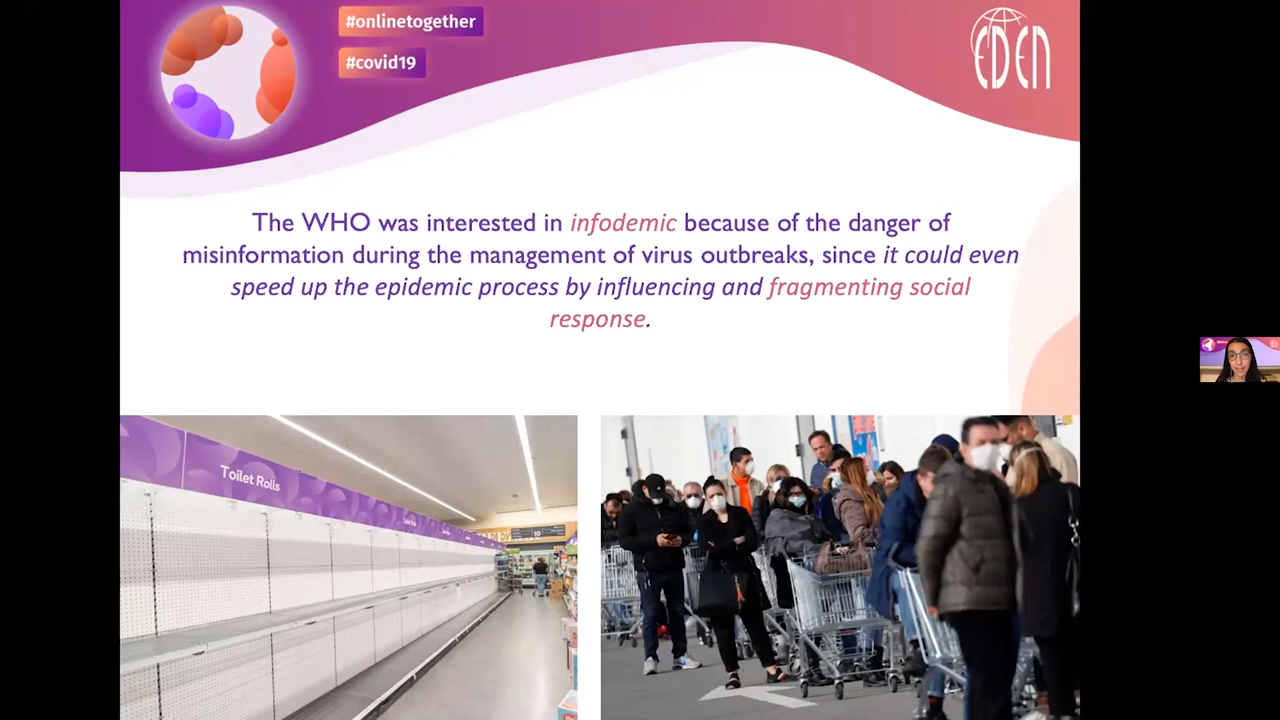 #onlinetogether
#covid19
EDEN
The WHO was interested in infodemic because of the danger of
misinformation during the management of virus outbreaks, since it could even
speed up the epidemic process by influencing and fragmenting social
response.
Toilet Rolls
10